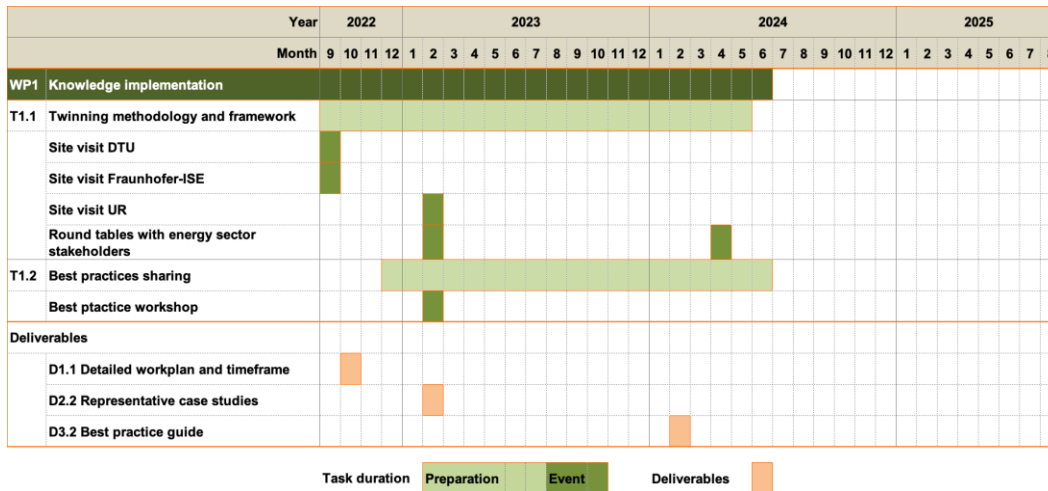 Year 2022 2023 2024 2025
Month 9 10 11 12 1 2 3 4 5 6 7 8 9 10 11 12 1 2 3 4 5 6 7 8 9 10 11 12 1 2 3 4 5 6 7
WP1 Knowledge implementation
T1.1 Twinning methodology and framework
Site visit DTU
Site visit Fraunhofer-ISE
Site visit UR
Round tables with energy sector
stakeholders
T1.2 Best practices sharing
Best ptactice workshop
Deliverables
D1.1 Detailed workplan and timeframe
D2.2 Representative case studies
D3.2 Best practice guide
Task duration Preparation Event Deliverables